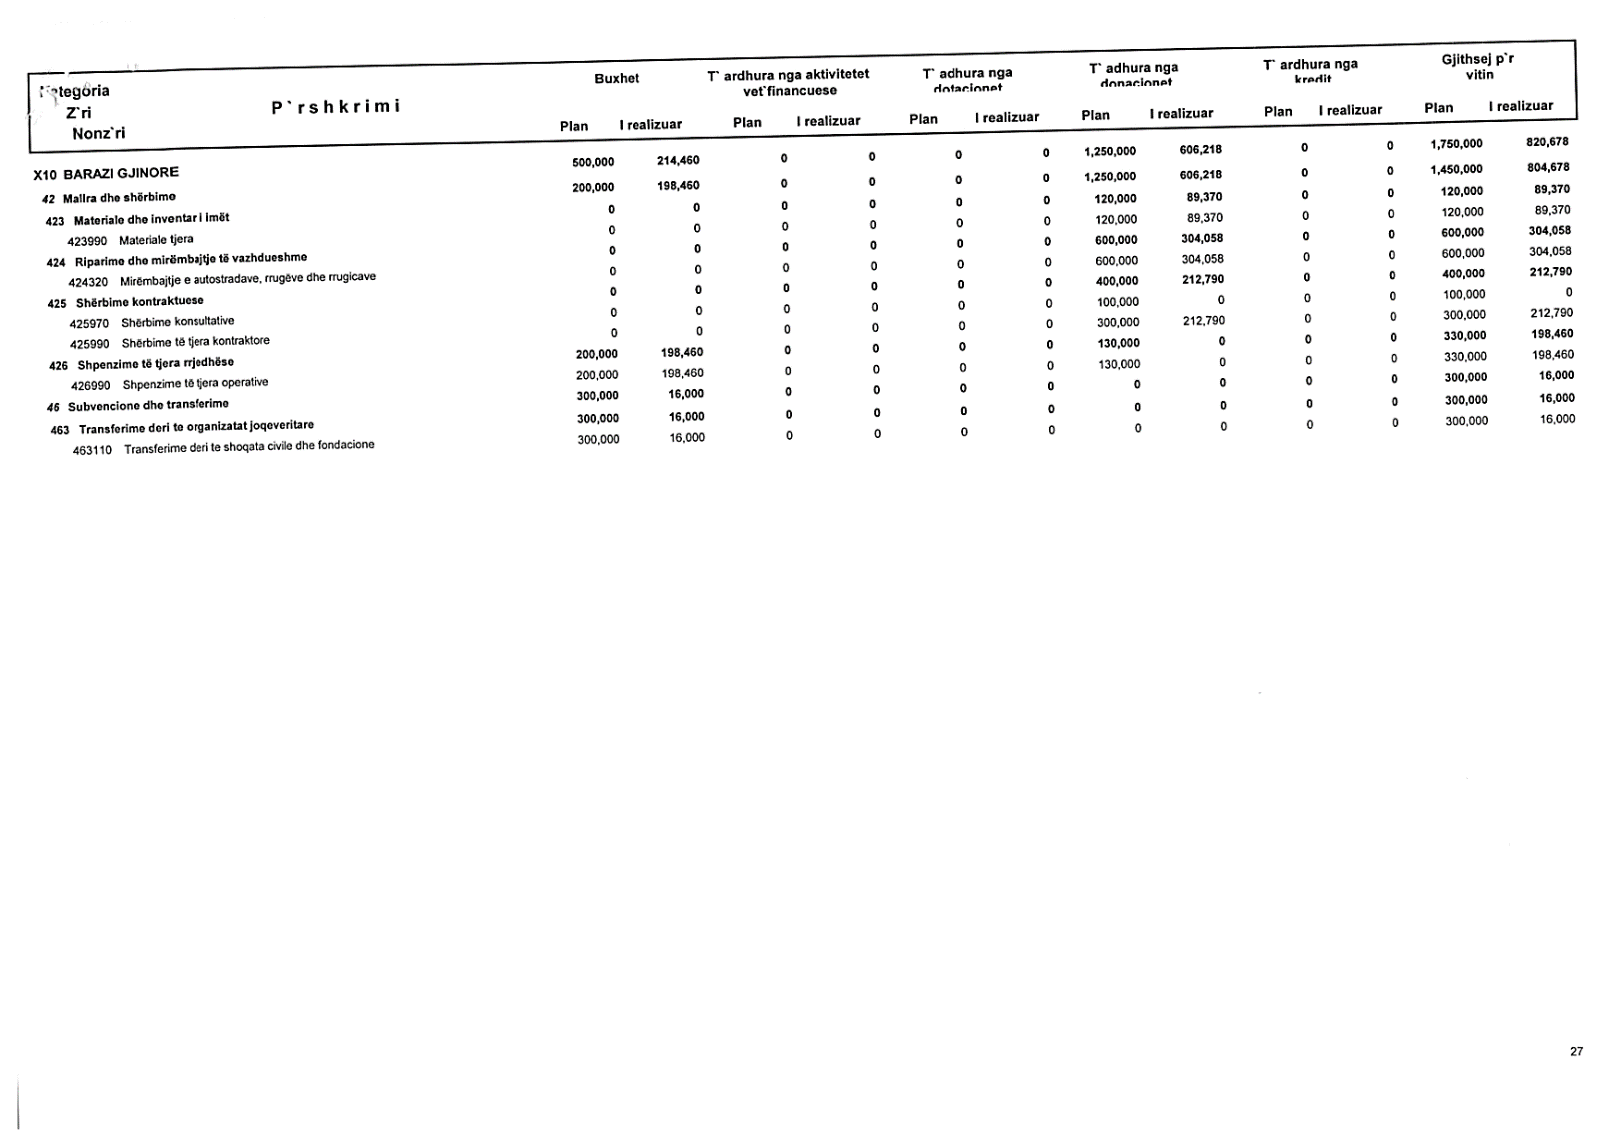 Buxhet T` ardhura nga aktivitetet vet`financuese T` adhura nga dotacionet T` adhura nga donacionet T` ardhura nga kredit Gjithsej p`r vitin
Kategoria
Z`ri
Nonz`ri
P`rshkrimi
Plan I realizuar Plan I realizuar Plan I realizuar Plan I realizuar Plan I realizuar Plan I realizuar
X10 BARAZI GJINORE 500,000 214,460 0 0 0 0 1,250,000 606,218 0 0 1,750,000 820,678
42 Mallra dhe shërbime 200,000 198,460 0 0 0 0 1,250,000 606,218 0 0 1,450,000 804,678
423 Materiale dhe inventar i imët 0 0 0 0 0 0 120,000 89,370 0 0 120,000 89,370
423990 Materiale tjera 0 0 0 0 0 0 120,000 89,370 0 0 120,000 89,370
424 Riparime dhe mirëmbajtje të vazhdueshme 0 0 0 0 0 0 600,000 304,058 0 0 600,000 304,058
424320 Mirëmbajtje e autostradave, rrugëve dhe rrugicave 0 0 0 0 0 0 600,000 304,058 0 0 600,000 304,058
425 Shërbime kontraktuese 0 0 0 0 0 0 400,000 212,790 0 0 400,000 212,790
425970 Shërbime konsultative 0 0 0 0 0 0 100,000 0 0 0 100,000 0
425990 Shërbime të tjera kontraktore 0 0 0 0 0 0 300,000 212,790 0 0 300,000 212,790
426 Shpenzime të tjera rrjedhëse 200,000 198,460 0 0 0 0 130,000 0 0 0 330,000 198,460
426990 Shpenzime të tjera operative 200,000 198,460 0 0 0 0 130,000 0 0 0 330,000 198,460
46 Subvencione dhe transferime 300,000 16,000 0 0 0 0 0 0 0 0 300,000 16,000
463 Transferime deri te organizatat joqeveritare 300,000 16,000 0 0 0 0 0 0 0 0 300,000 16,000
463110 Transferime deri te shoqata civile dhe fondacione 300,000 16,000 0 0 0 0 0 0 0 0 300,000 16,000
27